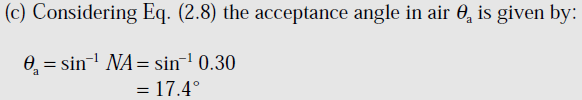 (c) Considering Eq. (2.8) the acceptance angle in air θₐ is given by:
θₐ = sin⁻¹ NA = sin⁻¹ 0.30
= 17.4°